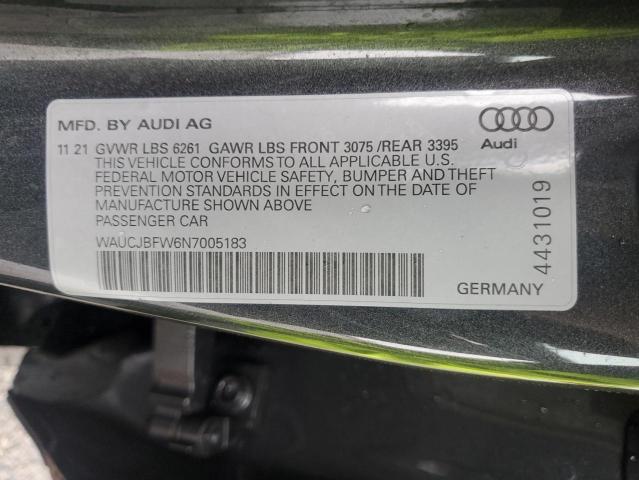 MFD. BY AUDI AG
11 21 GVWR LBS 6261 GAWR LBS FRONT 3075 /REAR 3395
THIS VEHICLE CONFORMS TO ALL APPLICABLE U.S.
FEDERAL MOTOR VEHICLE SAFETY, BUMPER AND THEFT
PREVENTION STANDARDS IN EFFECT ON THE DATE OF
MANUFACTURE SHOWN ABOVE
PASSENGER CAR
WAUCJBFW6N7005183
Audi
4431019
GERMANY